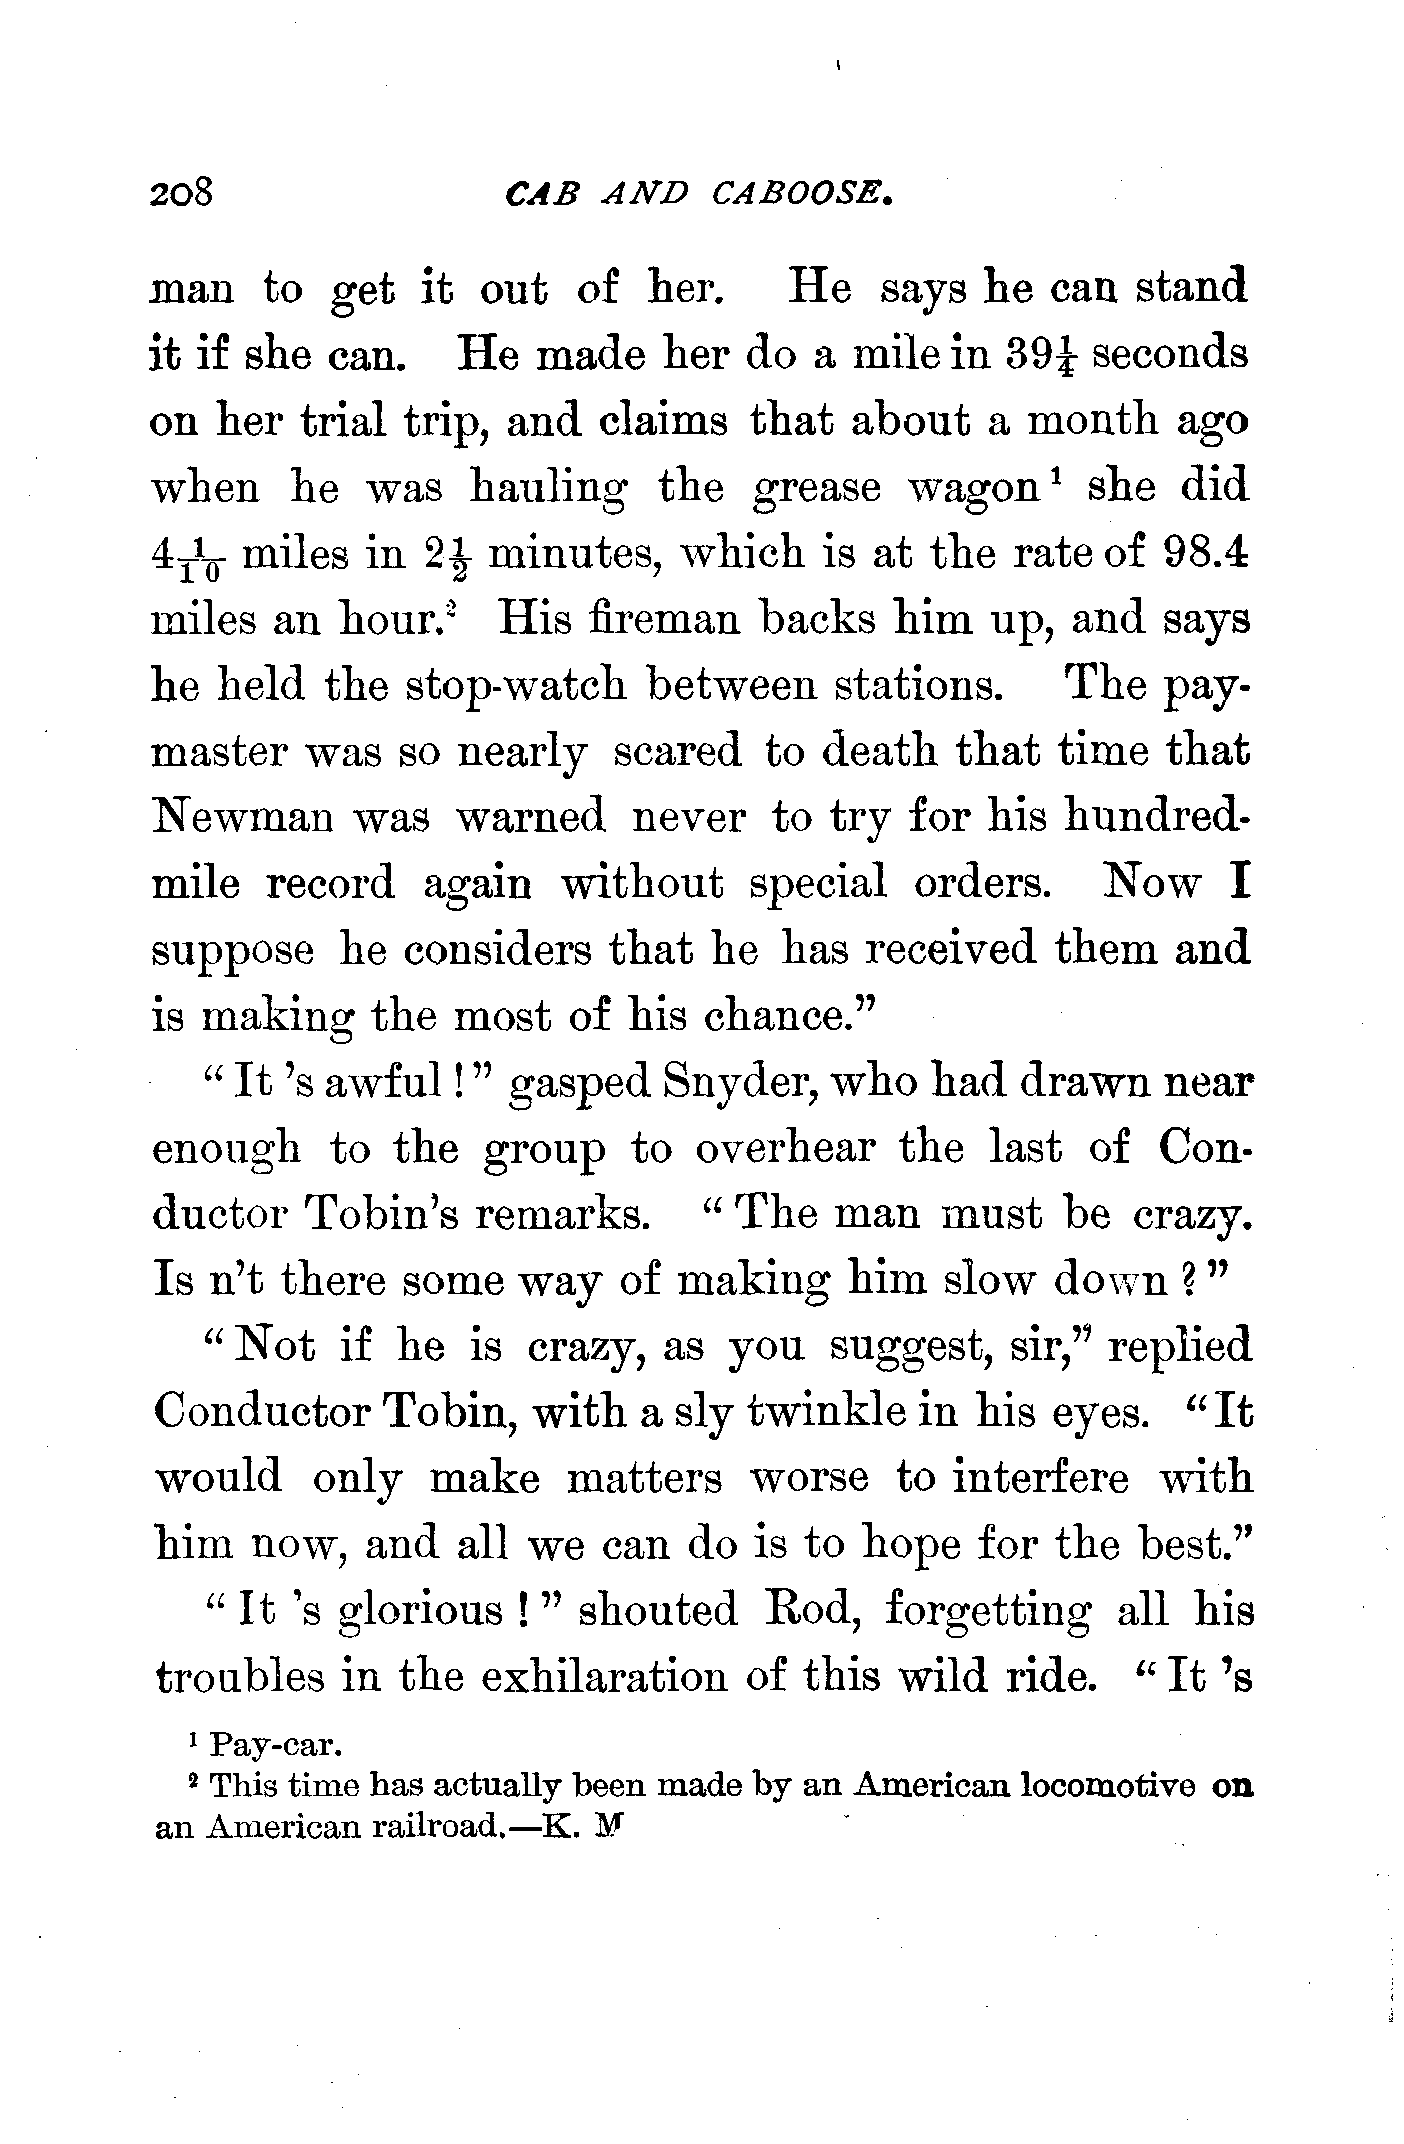 208 CAB AND CABOOSE.
man to get it out of her. He says he can stand
it if she can. He made her do a mile in 39¼ seconds
on her trial trip, and claims that about a month ago
when he was hauling the grease wagon¹ she did
4⅒ miles in 2½ minutes, which is at the rate of 98.4
miles an hour.² His fireman backs him up, and says
he held the stop-watch between stations. The pay-
master was so nearly scared to death that time that
Newman was warned never to try for his hundred-
mile record again without special orders. Now I
suppose he considers that he has received them and
is making the most of his chance.”
“ It ’s awful ! ” gasped Snyder, who had drawn near
enough to the group to overhear the last of Con-
ductor Tobin’s remarks. “ The man must be crazy.
Is n’t there some way of making him slow down ? ”
“ Not if he is crazy, as you suggest, sir,” replied
Conductor Tobin, with a sly twinkle in his eyes. “ It
would only make matters worse to interfere with
him now, and all we can do is to hope for the best.”
“ It ’s glorious ! ” shouted Rod, forgetting all his
troubles in the exhilaration of this wild ride. “ It ’s
¹ Pay-car.
² This time has actually been made by an American locomotive on
an American railroad.—K. M